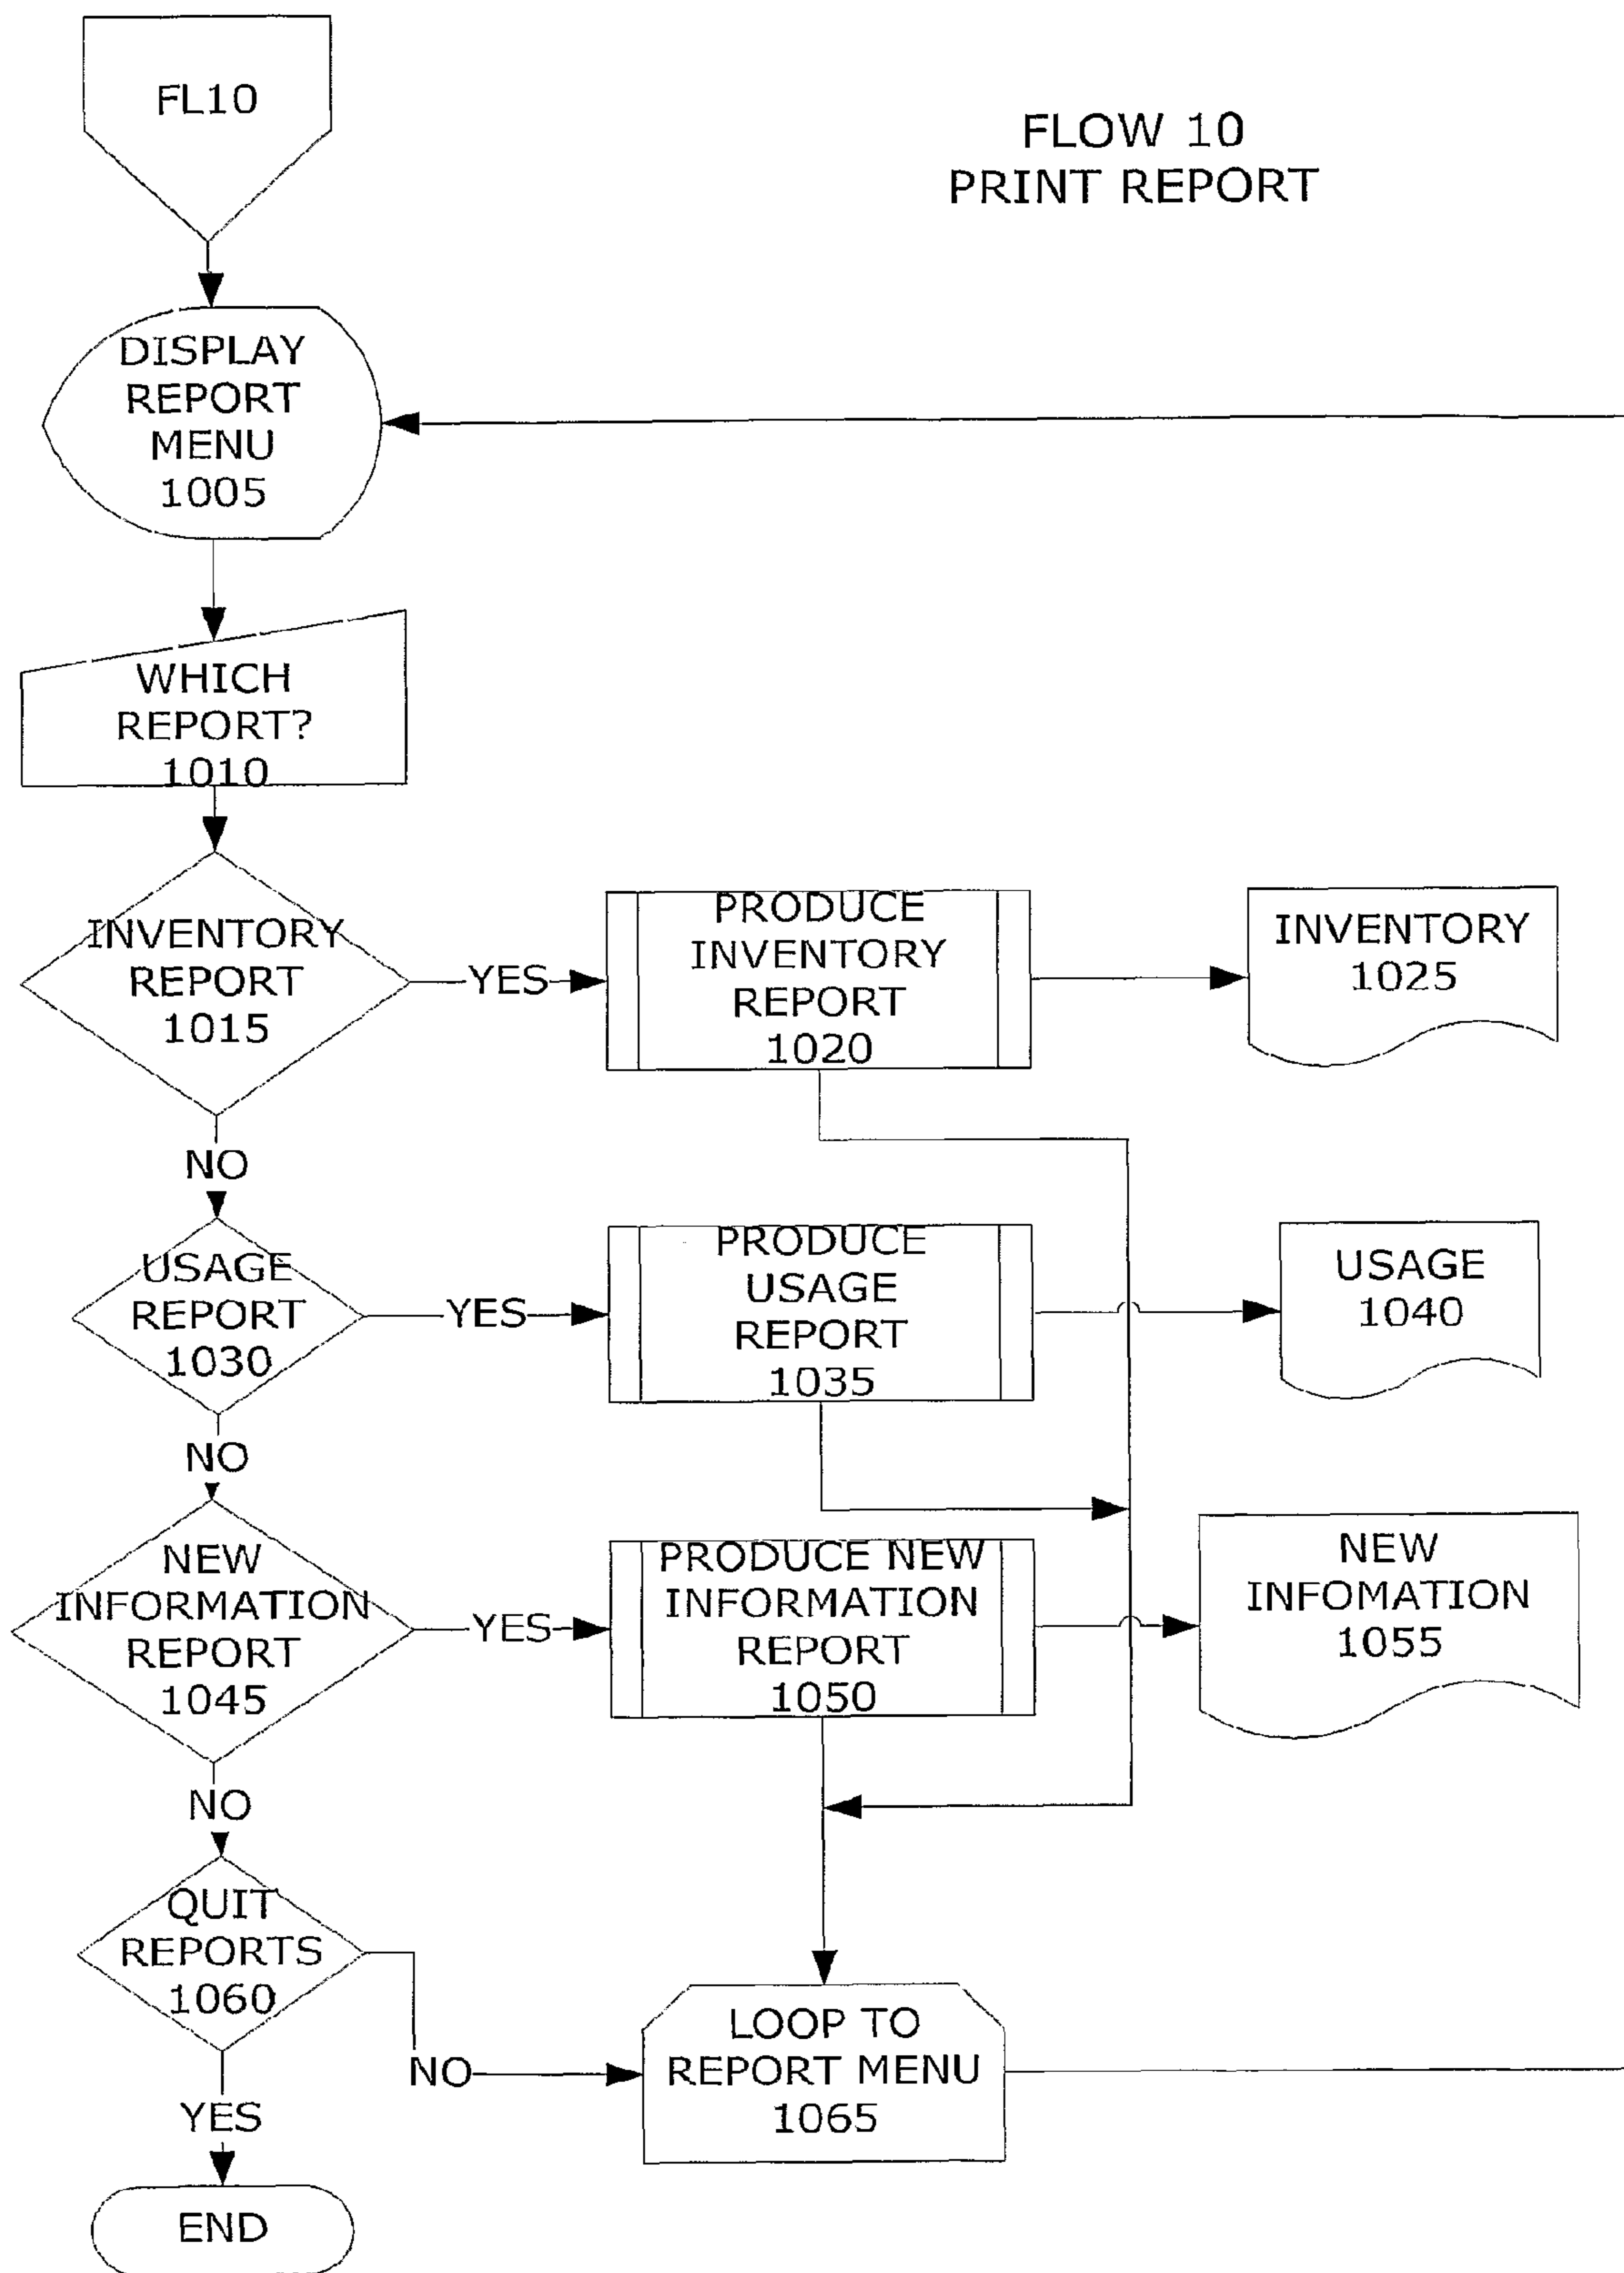 FL10
FLOW 10
PRINT REPORT
DISPLAY
REPORT
MENU
1005
WHICH
REPORT?
1010
INVENTORY
REPORT
1015
YES
PRODUCE
INVENTORY
REPORT
1020
INVENTORY
1025
NO
USAGE
REPORT
1030
YES
PRODUCE
USAGE
REPORT
1035
USAGE
1040
NO
NEW
INFORMATION
REPORT
1045
YES
PRODUCE NEW
INFORMATION
REPORT
1050
NEW
INFOMATION
1055
NO
QUIT
REPORTS
1060
NO
LOOP TO
REPORT MENU
1065
YES
END